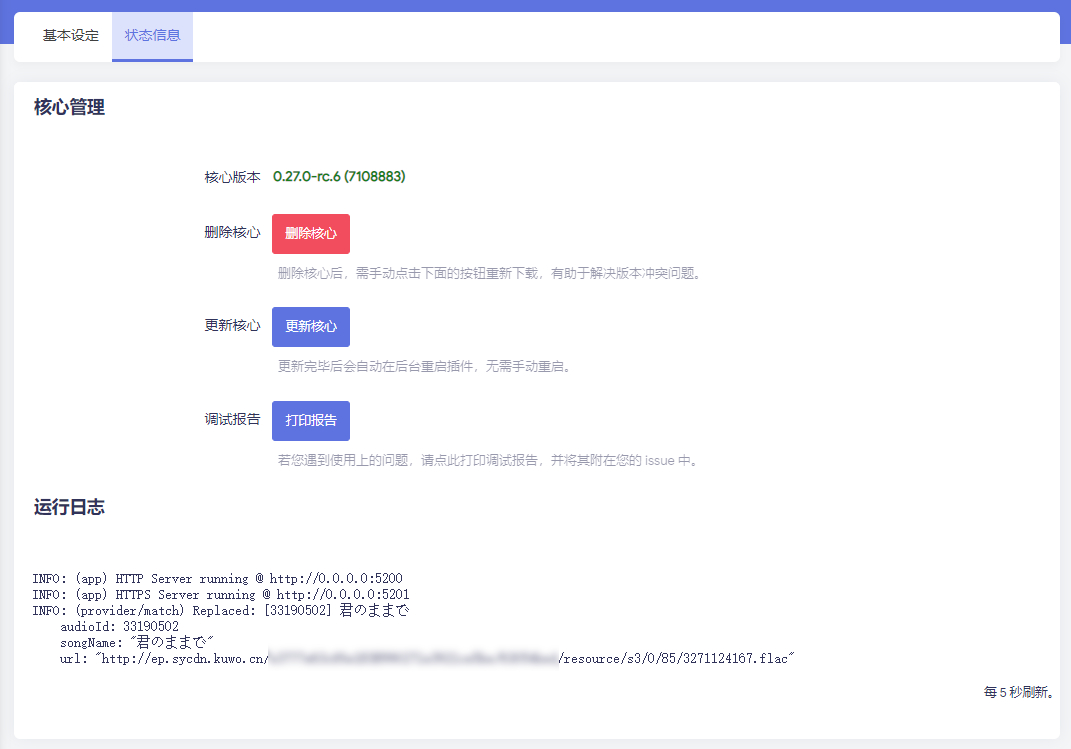 基本设定 状态信息
核心管理
核心版本 0.27.0-rc.6 (7108883)
删除核心 删除核心
删除核心后，需手动点击下面的按钮重新下载，有助于解决版本冲突问题。
更新核心 更新核心
更新完毕后会自动在后台重启插件，无需手动重启。
调试报告 打印报告
若您遇到使用上的问题，请点此打印调试报告，并将其附在您的 issue 中。
运行日志
INFO: (app) HTTP Server running @ http://0.0.0.0:5200
INFO: (app) HTTPS Server running @ http://0.0.0.0:5201
INFO: (provider/match) Replaced: [33190502] 君のままで
audioId: 33190502
songName: "君のままで"
url: "http://ep.sycdn.kuwo.cn/ /resource/s3/0/85/3271124167.flac"
每 5 秒刷新。